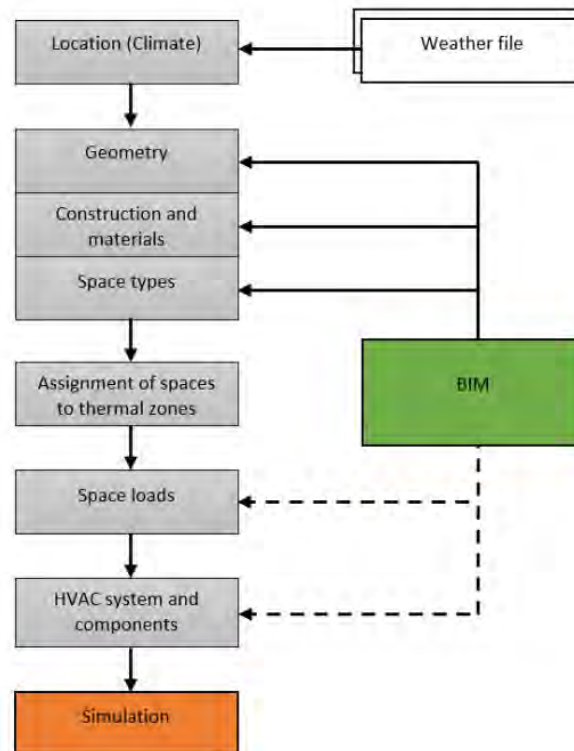 Location (Climate)
Weather file
Geometry
Construction and
materials
Space types
Assignment of spaces
to thermal zones
BIM
Space loads
HVAC system and
components
Simulation